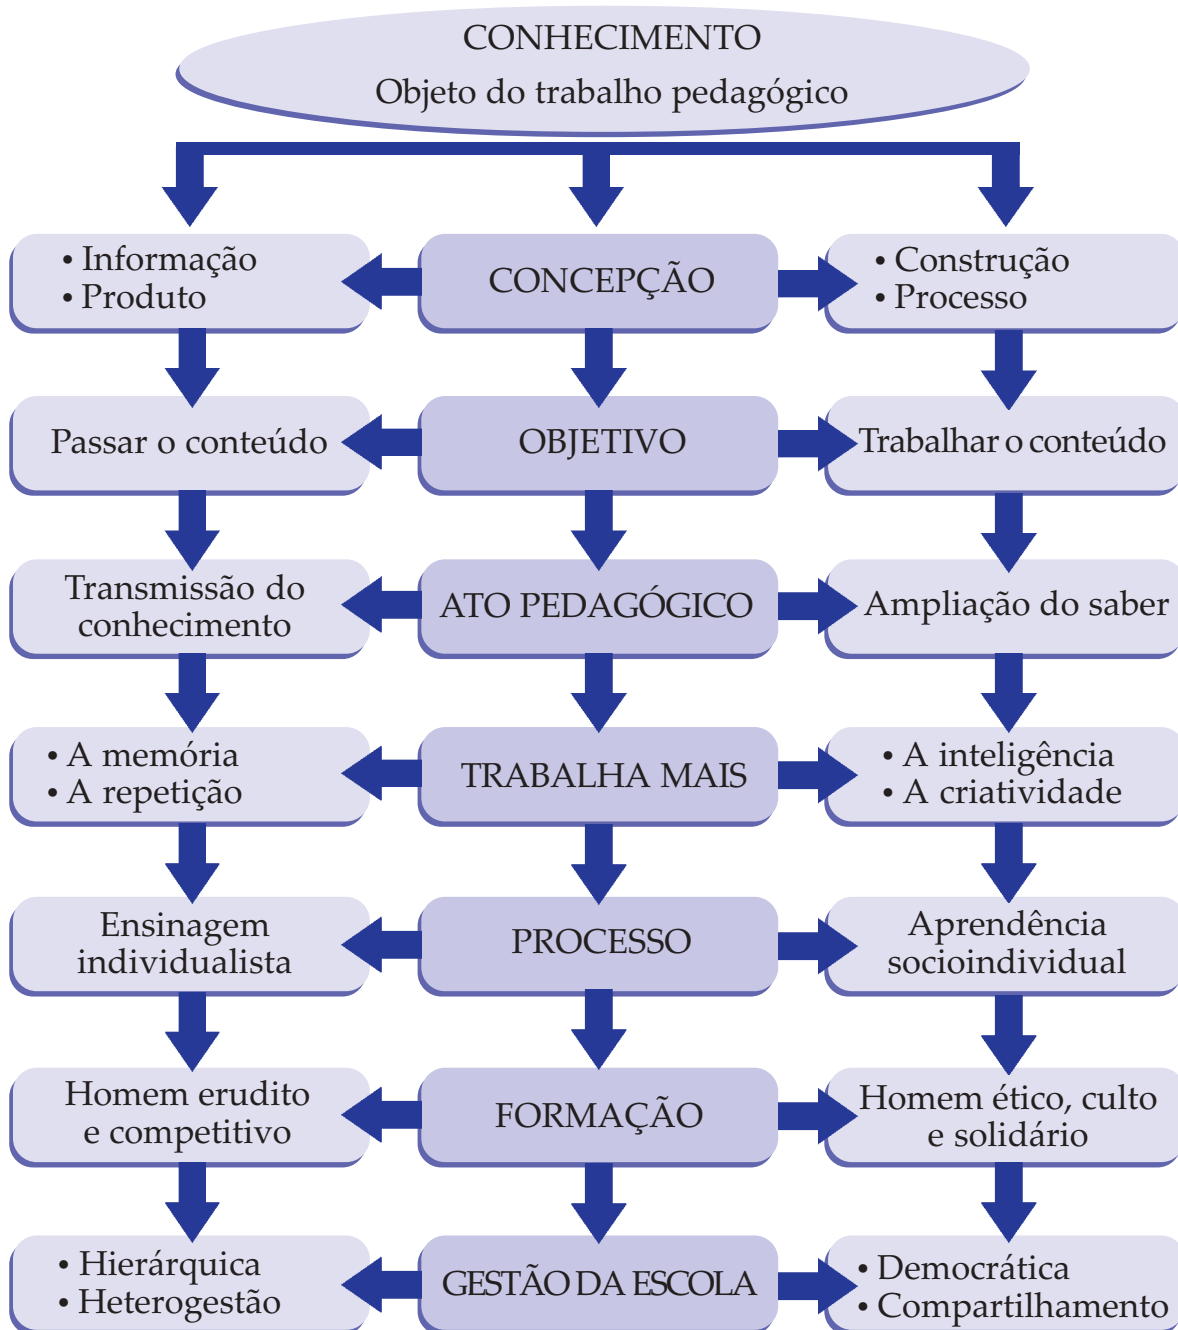 CONHECIMENTO
Objeto do trabalho pedagógico
• Informação
• Produto
CONCEPÇÃO
• Construção
• Processo
Passar o conteúdo
OBJETIVO
Trabalhar o conteúdo
Transmissão do
conhecimento
ATO PEDAGÓGICO
Ampliação do saber
• A memória
• A repetição
TRABALHA MAIS
• A inteligência
• A criatividade
Ensinagem
individualista
PROCESSO
Aprendência
socioindividual
Homem erudito
e competitivo
FORMAÇÃO
Homem ético, culto
e solidário
• Hierárquica
• Heterogestão
GESTÃO DA ESCOLA
• Democrática
• Compartilhamento